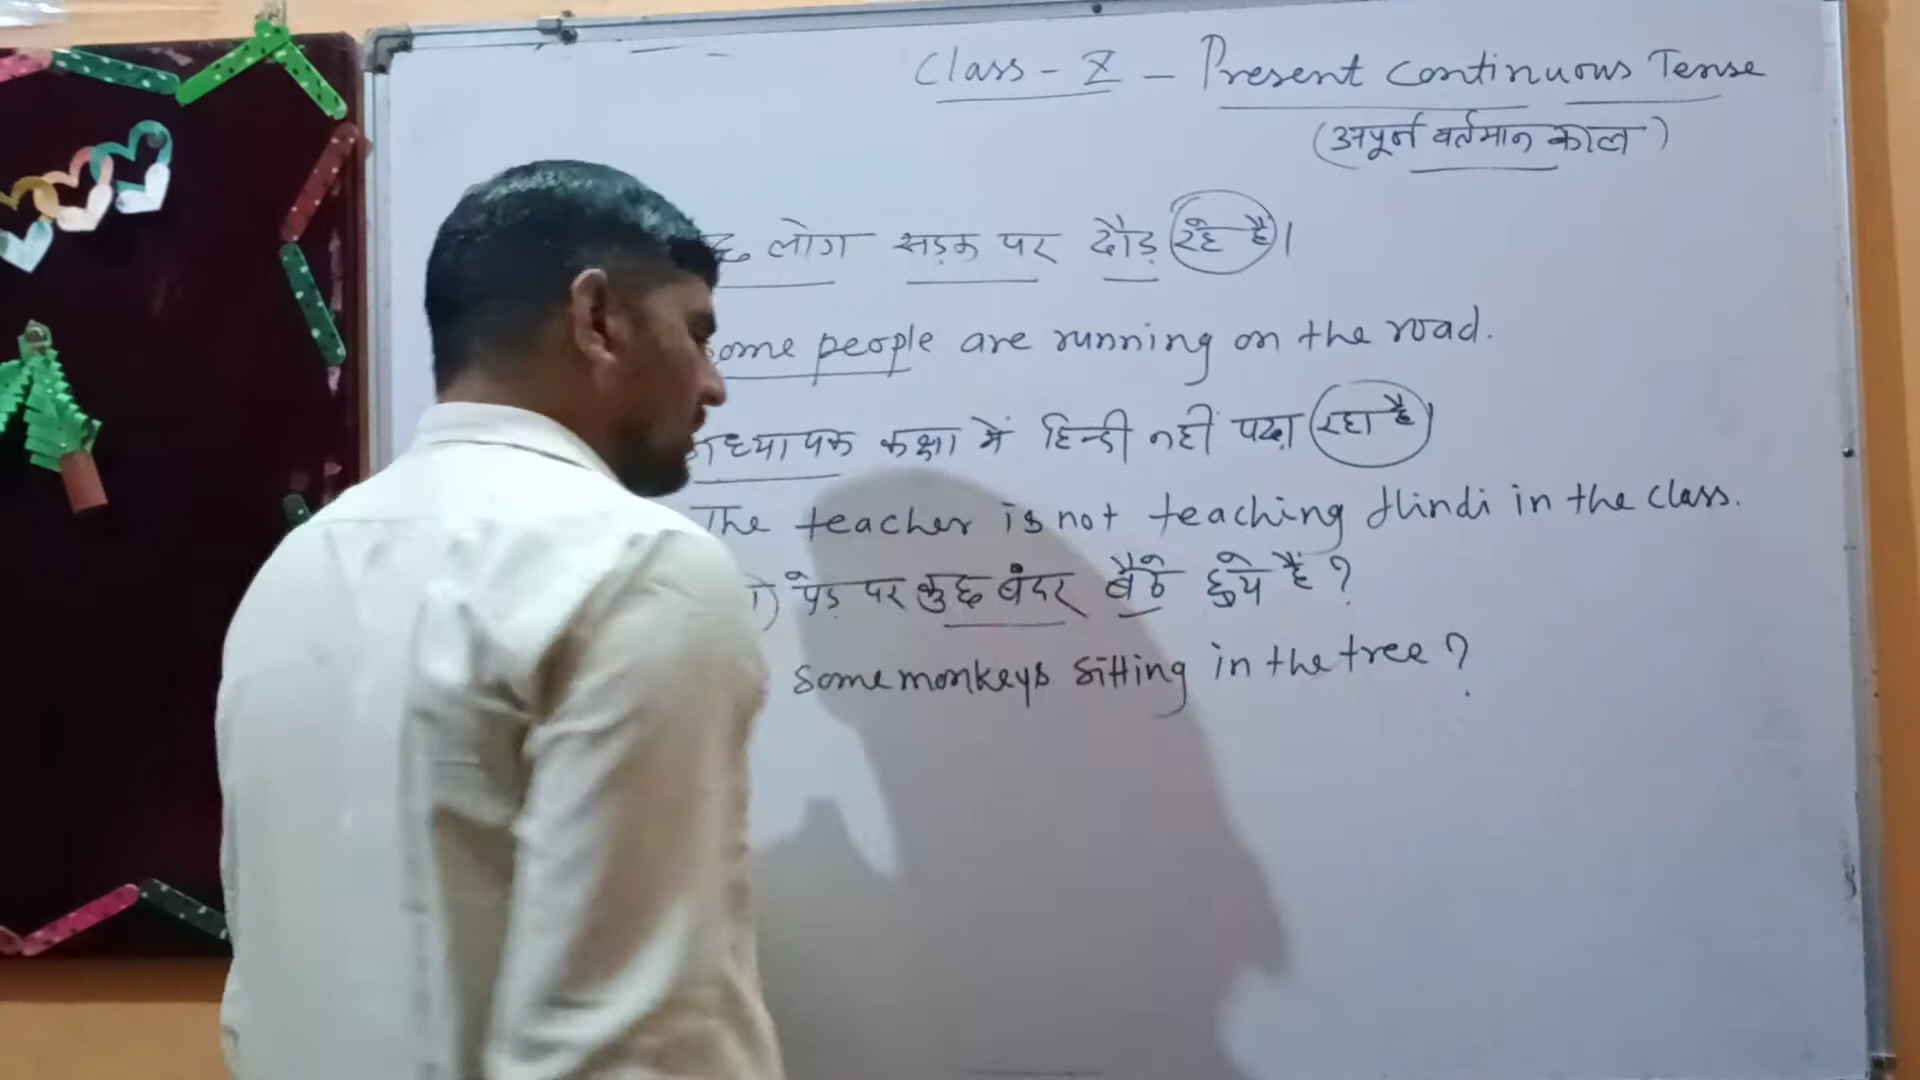 Class - X - Present Continuous Tense
(अपूर्न वर्तमान काल)
लोग सड़क पर दौड़ रहे है।
ome people are running on the road.
ध्यापक कक्षा में हिन्दी नहीं पढ़ा रहा है।
The teacher is not teaching Hindi in the class.
) पेड़ पर कुछ बंदर बैठे हुये हैं ?
some monkeys sitting in the tree ?